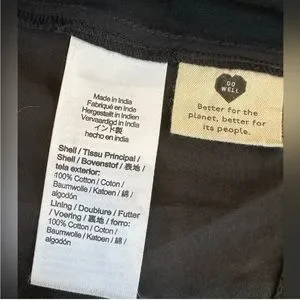 Made in India
Fabriqué en Inde
Hergestellt in Indien
Vervaardigd in India
インド製
hecho en India
Shell / Tissu Principal /
Shell / Bovenstof / 表地 /
tela exterior:
100% Cotton / Coton /
Baumwolle / Katoen / 綿 /
algodón
Lining / Doublure / Futter
/ Voering / 裏地 / forro:
100% Cotton / Coton /
Baumwolle / Katoen / 綿 /
algodón
DO
WELL
Better for the
planet, better for
its people.